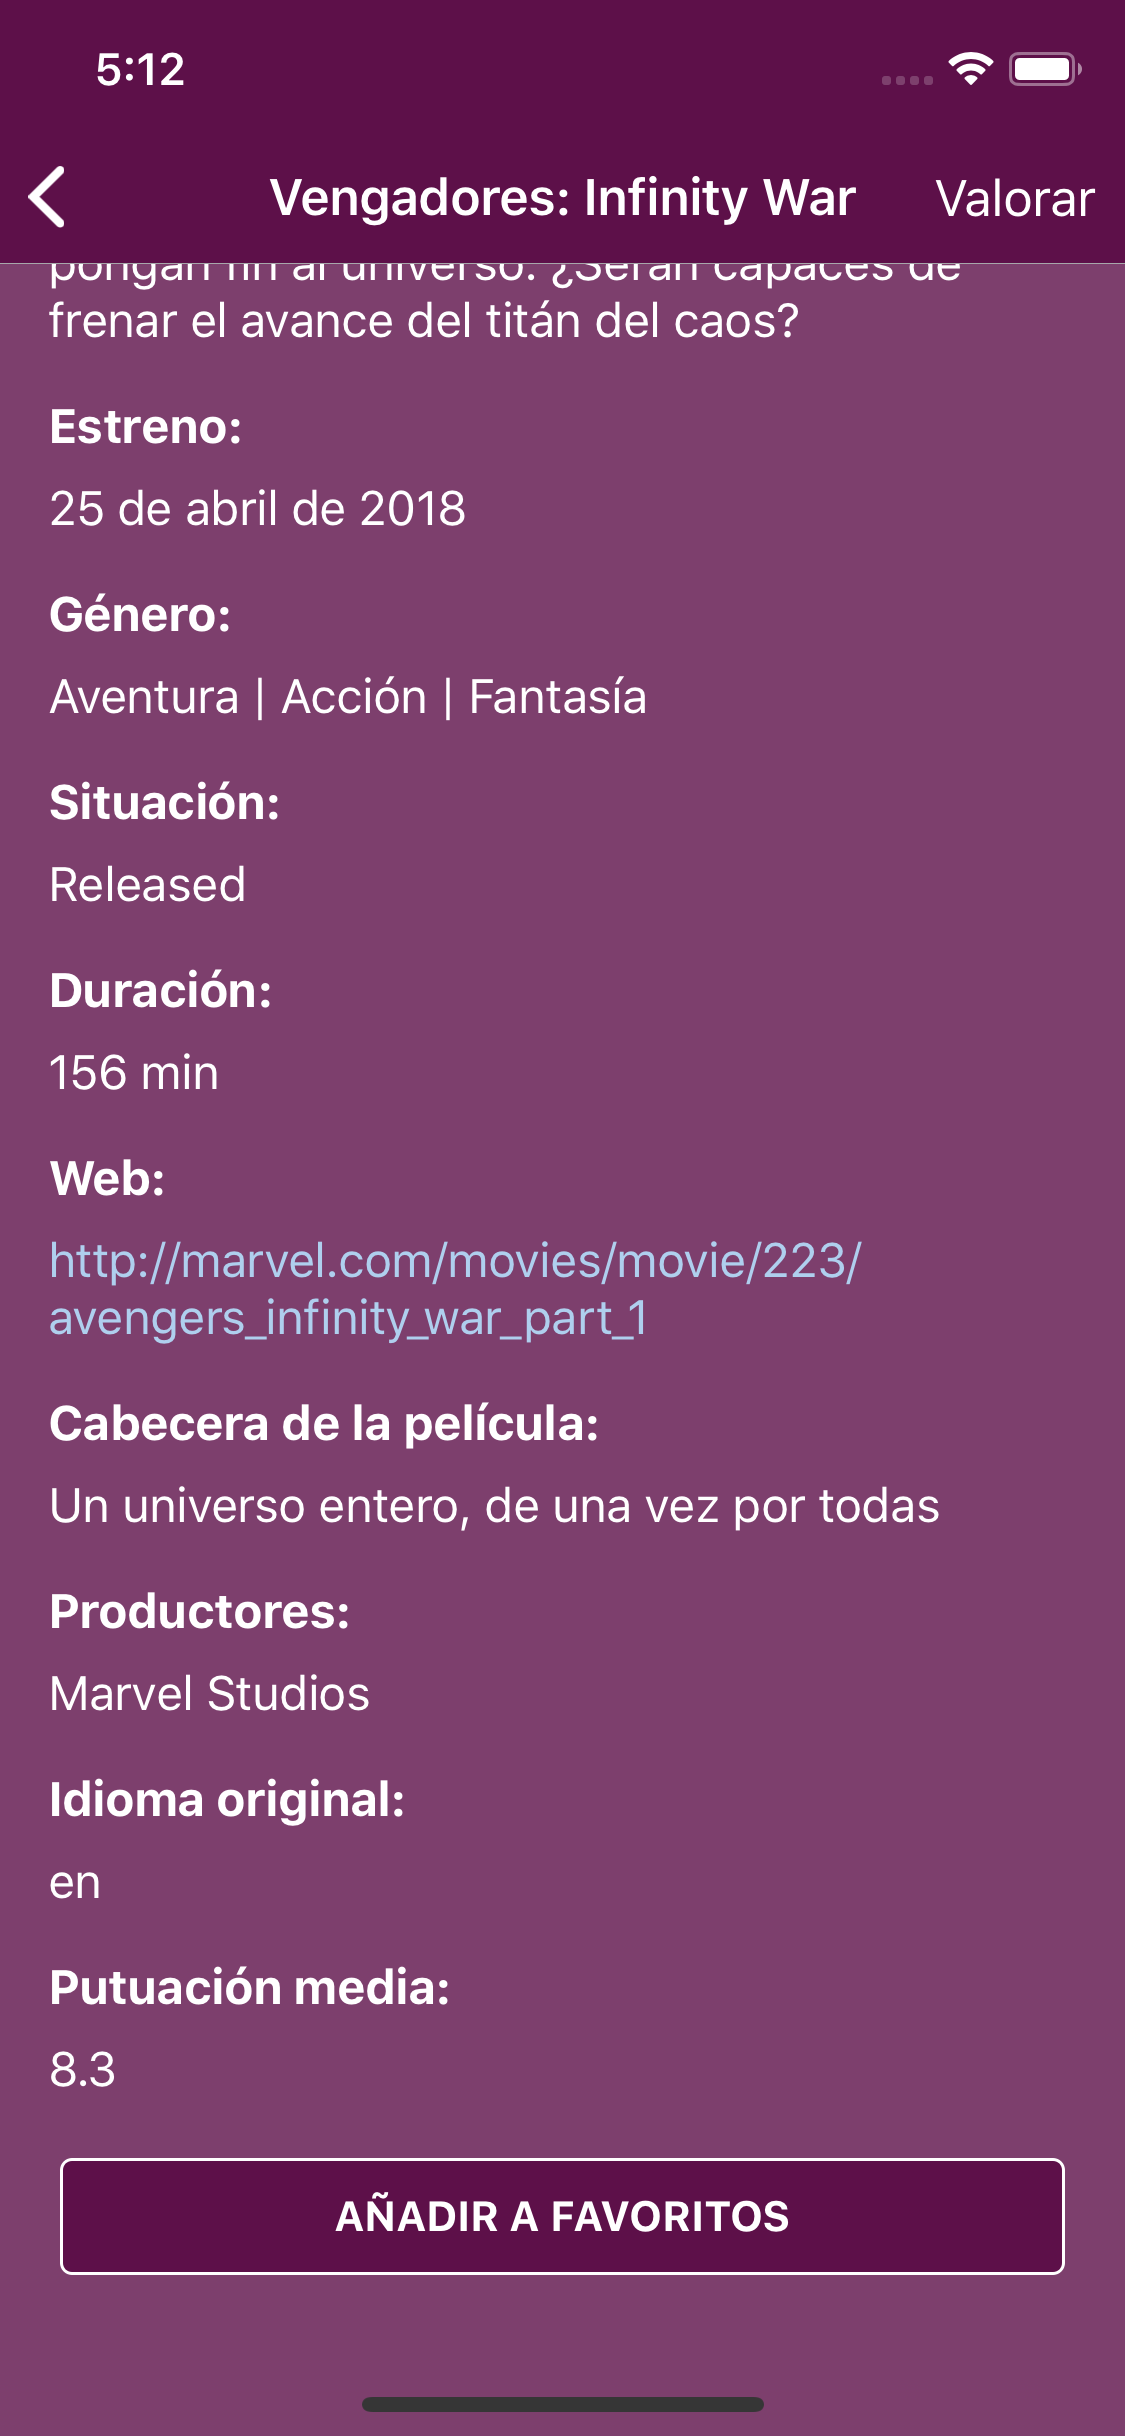 5:12
Vengadores: Infinity War
Valorar
pongan fin al universo. ¿Serán capaces de
frenar el avance del titán del caos?
Estreno:
25 de abril de 2018
Género:
Aventura | Acción | Fantasía
Situación:
Released
Duración:
156 min
Web:
http://marvel.com/movies/movie/223/
avengers_infinity_war_part_1
Cabecera de la película:
Un universo entero, de una vez por todas
Productores:
Marvel Studios
Idioma original:
en
Putuación media:
8.3
AÑADIR A FAVORITOS